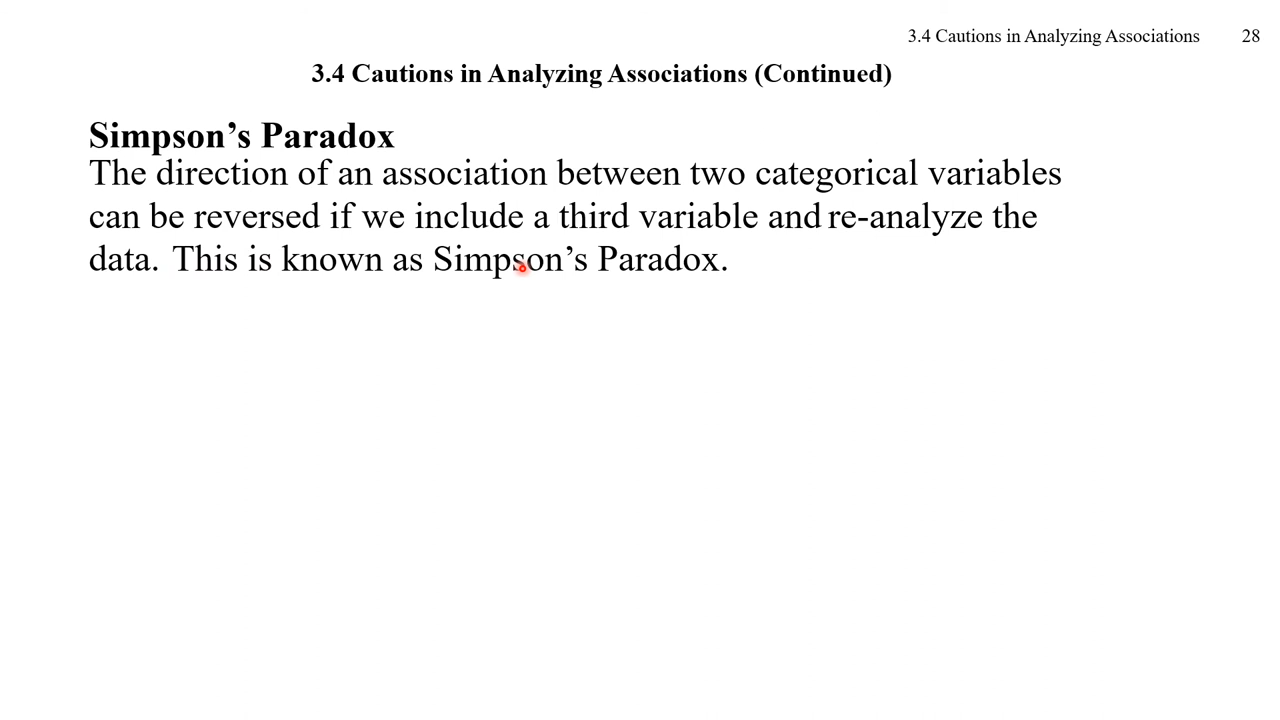 3.4 Cautions in Analyzing Associations 28
3.4 Cautions in Analyzing Associations (Continued)
Simpson’s Paradox
The direction of an association between two categorical variables
can be reversed if we include a third variable and re-analyze the
data. This is known as Simpson’s Paradox.